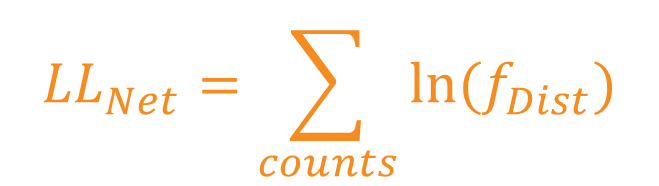 LL_Net = ∑ ln(f_Dist)
counts